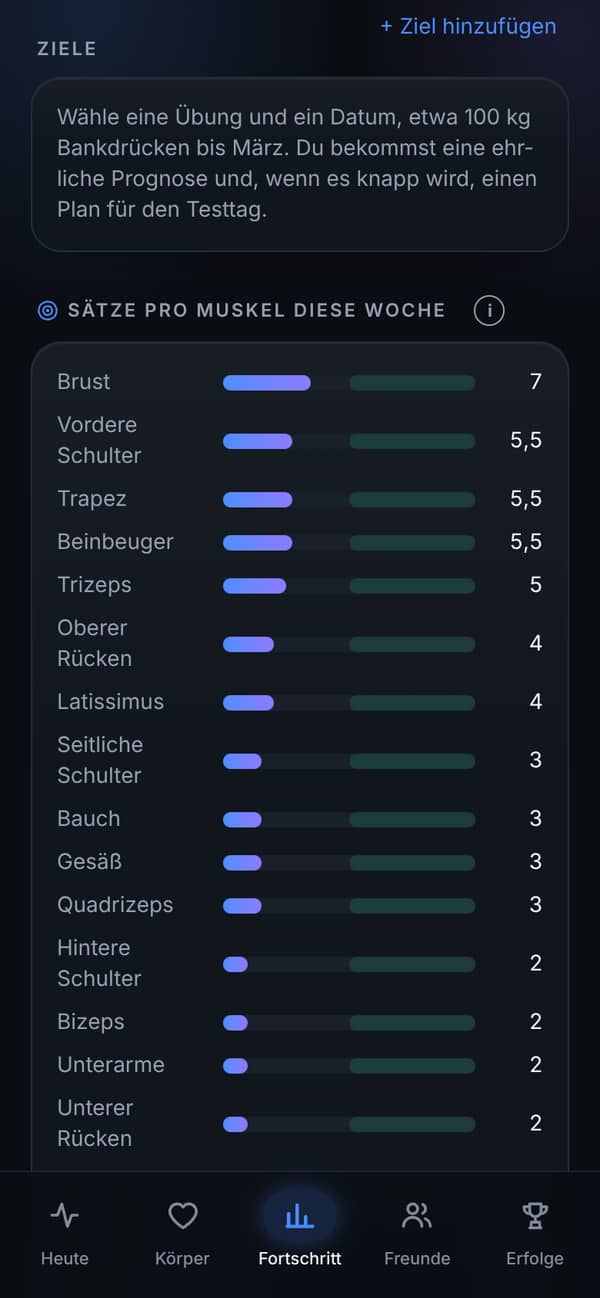 + Ziel hinzufügen
ZIELE
Wähle eine Übung und ein Datum, etwa 100 kg
Bankdrücken bis März. Du bekommst eine ehr-
liche Prognose und, wenn es knapp wird, einen
Plan für den Testtag.
SÄTZE PRO MUSKEL DIESE WOCHE i
Brust 7
Vordere
Schulter 5,5
Trapez 5,5
Beinbeuger 5,5
Trizeps 5
Oberer
Rücken 4
Latissimus 4
Seitliche
Schulter 3
Bauch 3
Gesäß 3
Quadrizeps 3
Hintere
Schulter 2
Bizeps 2
Unterarme 2
Unterer
Rücken 2
Heute Körper Fortschritt Freunde Erfolge